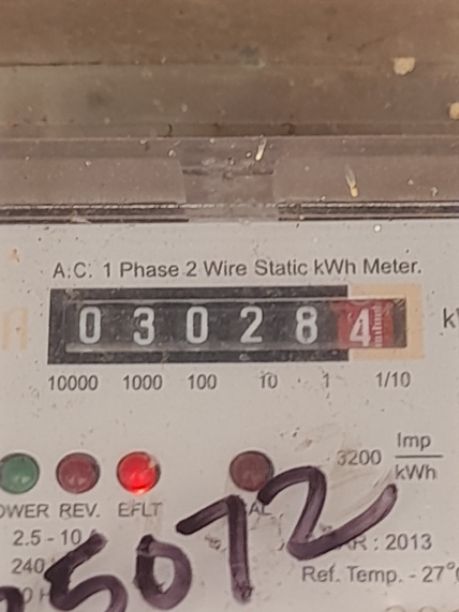 A.C. 1 Phase 2 Wire Static kWh Meter.
0 3 0 2 8 4
10000 1000 100 10 1 1/10
3200 Imp/kWh
REV. EFLT
2.5 - 10
240
: 2013
5072
Ref. Temp. - 27°